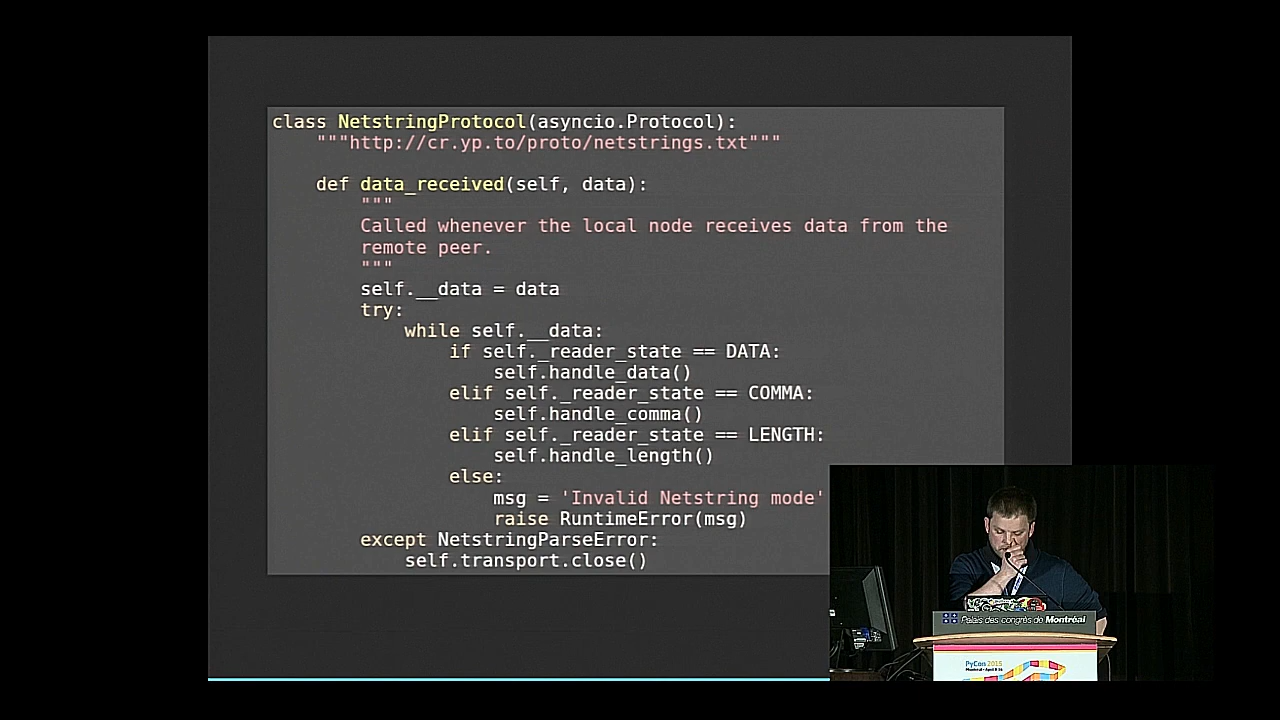 class NetstringProtocol(asyncio.Protocol):
"""http://cr.yp.to/proto/netstrings.txt"""
def data_received(self, data):
"""
Called whenever the local node receives data from the
remote peer.
"""
self.__data = data
try:
while self.__data:
if self._reader_state == DATA:
self.handle_data()
elif self._reader_state == COMMA:
self.handle_comma()
elif self._reader_state == LENGTH:
self.handle_length()
else:
msg = 'Invalid Netstring mode'
raise RuntimeError(msg)
except NetstringParseError:
self.transport.close()
Palais des congrès de Montréal
PyCon 2015